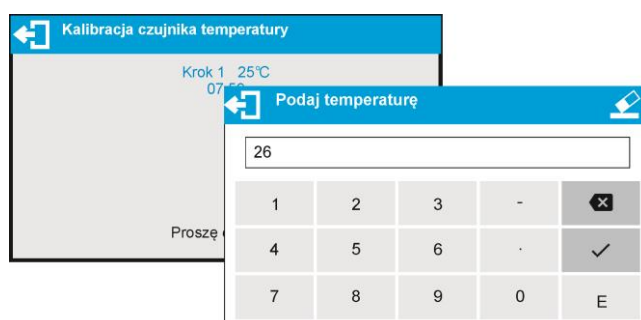 Kalibracja czujnika temperatury
Krok 1 25°C
Podaj temperaturę
26
1 2 3 -
Proszę
4 5 6 .
7 8 9 0 E